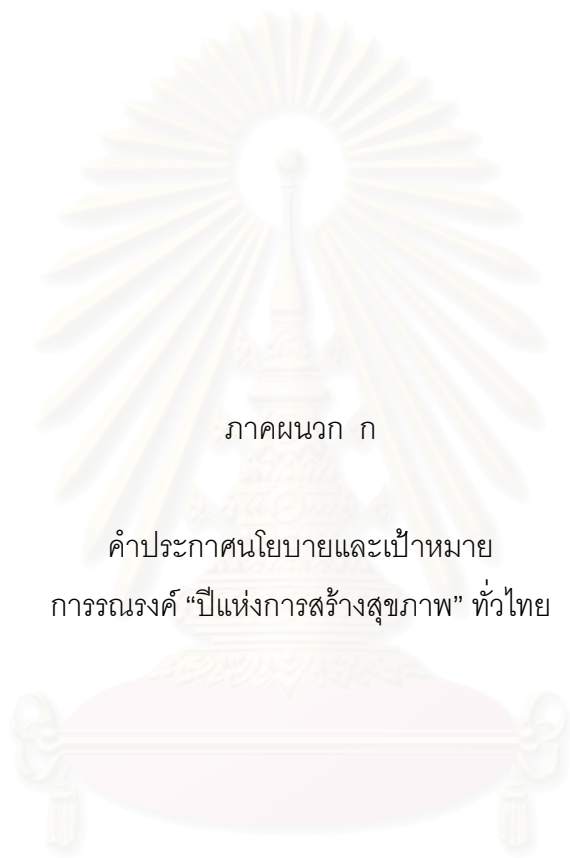 ภาคผนวก ก
คำประกาศนโยบายและเป้าหมาย
การรณรงค์ “ปีแห่งการสร้างสุขภาพ” ทั่วไทย